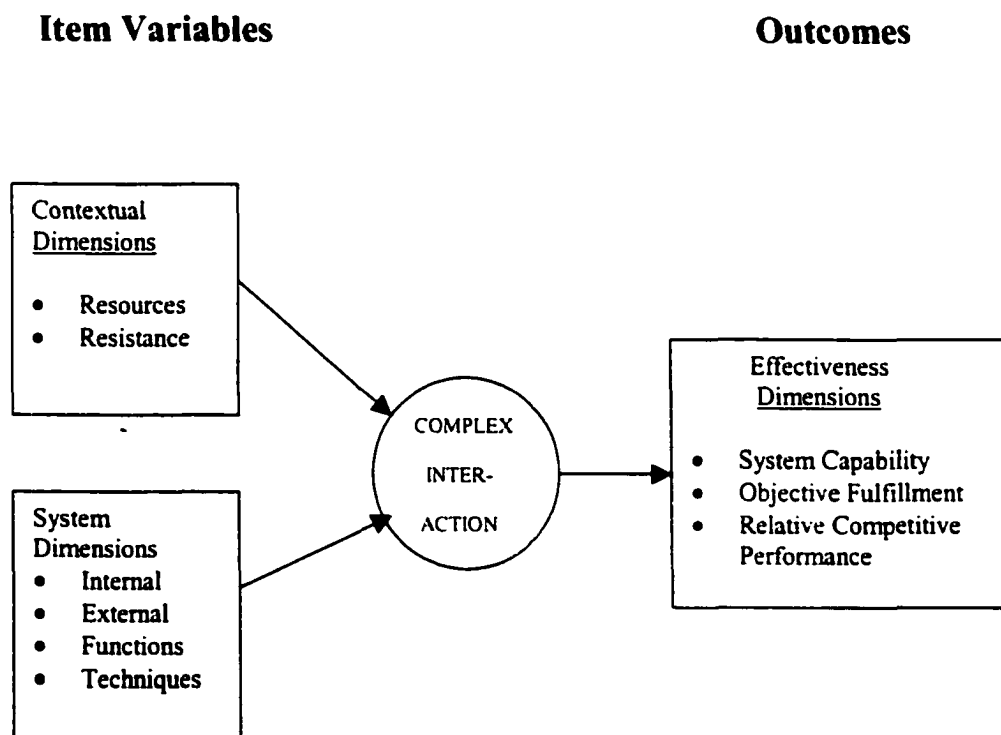 Item Variables
Outcomes
Contextual
Dimensions
• Resources
• Resistance
System
Dimensions
• Internal
• External
• Functions
• Techniques
COMPLEX
INTER-
ACTION
Effectiveness
Dimensions
• System Capability
• Objective Fulfillment
• Relative Competitive
Performance